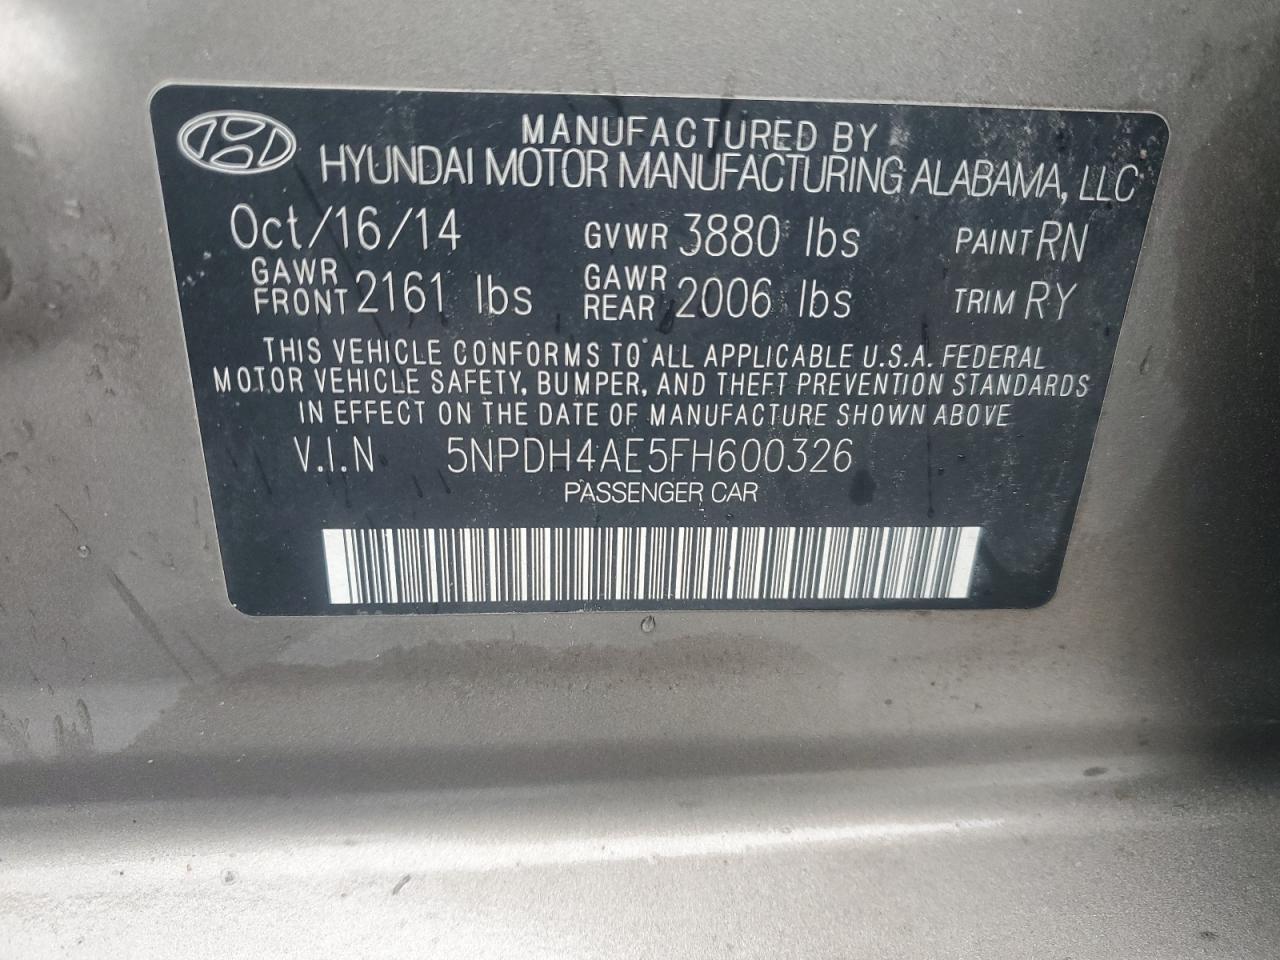 MANUFACTURED BY
HYUNDAI MOTOR MANUFACTURING ALABAMA, LLC
Oct/16/14 GVWR 3880 lbs PAINT RN
GAWR FRONT 2161 lbs GAWR REAR 2006 lbs TRIM RY
THIS VEHICLE CONFORMS TO ALL APPLICABLE U.S.A. FEDERAL
MOTOR VEHICLE SAFETY, BUMPER, AND THEFT PREVENTION STANDARDS
IN EFFECT ON THE DATE OF MANUFACTURE SHOWN ABOVE
V.I.N 5NPDH4AE5FH600326
PASSENGER CAR